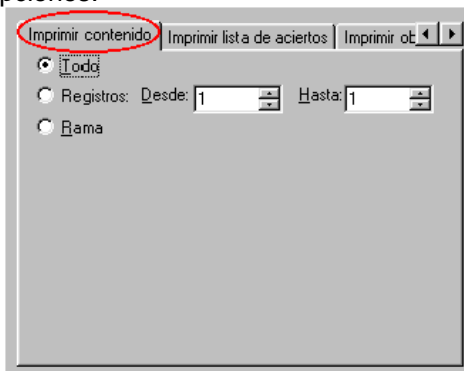 pciones:
Imprimir contenido Imprimir lista de aciertos Imprimir ob
Todo
Registros: Desde: 1 Hasta: 1
Rama